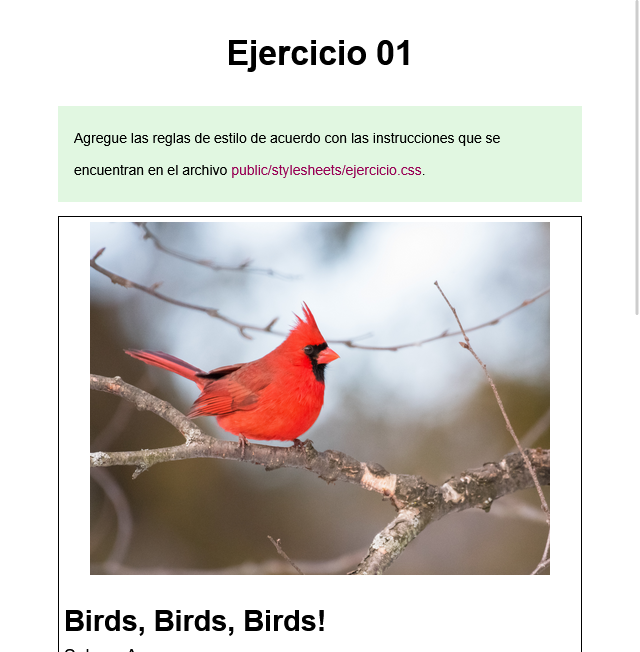 Ejercicio 01
Agregue las reglas de estilo de acuerdo con las instrucciones que se
encuentran en el archivo public/stylesheets/ejercicio.css.
Birds, Birds, Birds!